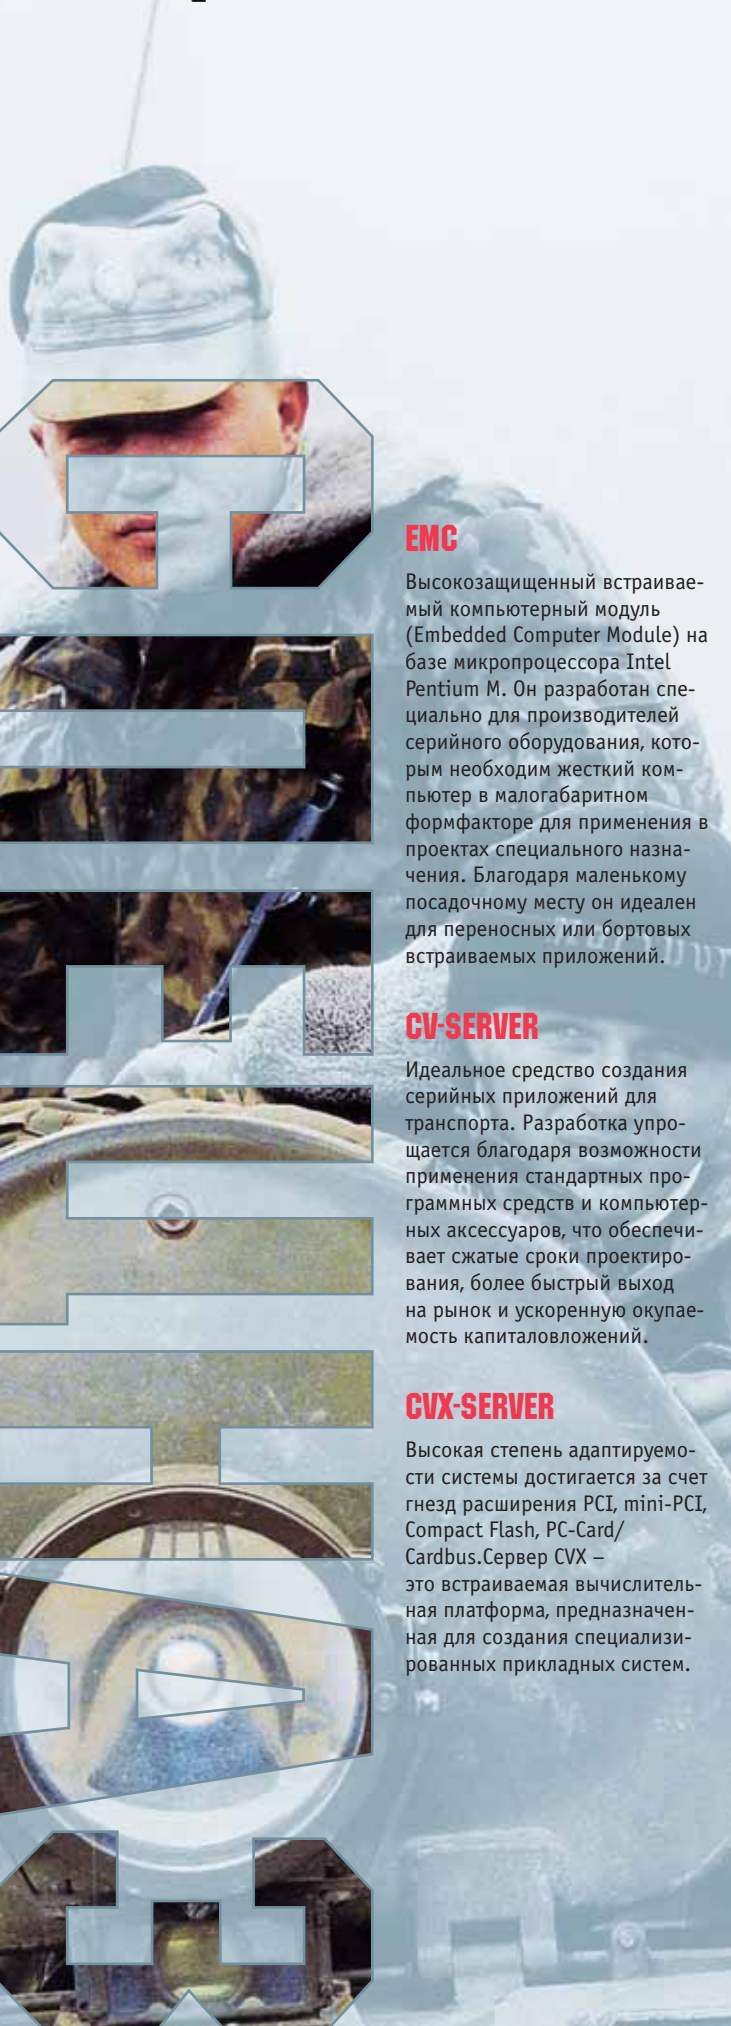 EMC
Высокозащищенный встраивае-
мый компьютерный модуль
(Embedded Computer Module) на
базе микропроцессора Intel
Pentium M. Он разработан спе-
циально для производителей
серийного оборудования, кото-
рым необходим жесткий ком-
пьютер в малогабаритном
формфакторе для применения в
проектах специального назна-
чения. Благодаря маленькому
посадочному месту он идеален
для переносных или бортовых
встраиваемых приложений.
CV-SERVER
Идеальное средство создания
серийных приложений для
транспорта. Разработка упро-
щается благодаря возможности
применения стандартных про-
граммных средств и компьютер-
ных аксессуаров, что обеспечи-
вает сжатые сроки проектиро-
вания, более быстрый выход
на рынок и ускоренную окупае-
мость капиталовложений.
CVX-SERVER
Высокая степень адаптируемо-
сти системы достигается за счет
гнезд расширения PCI, mini-PCI,
Compact Flash, PC-Card/
Cardbus.Сервер CVX –
это встраиваемая вычислитель-
ная платформа, предназначен-
ная для создания специализи-
рованных прикладных систем.